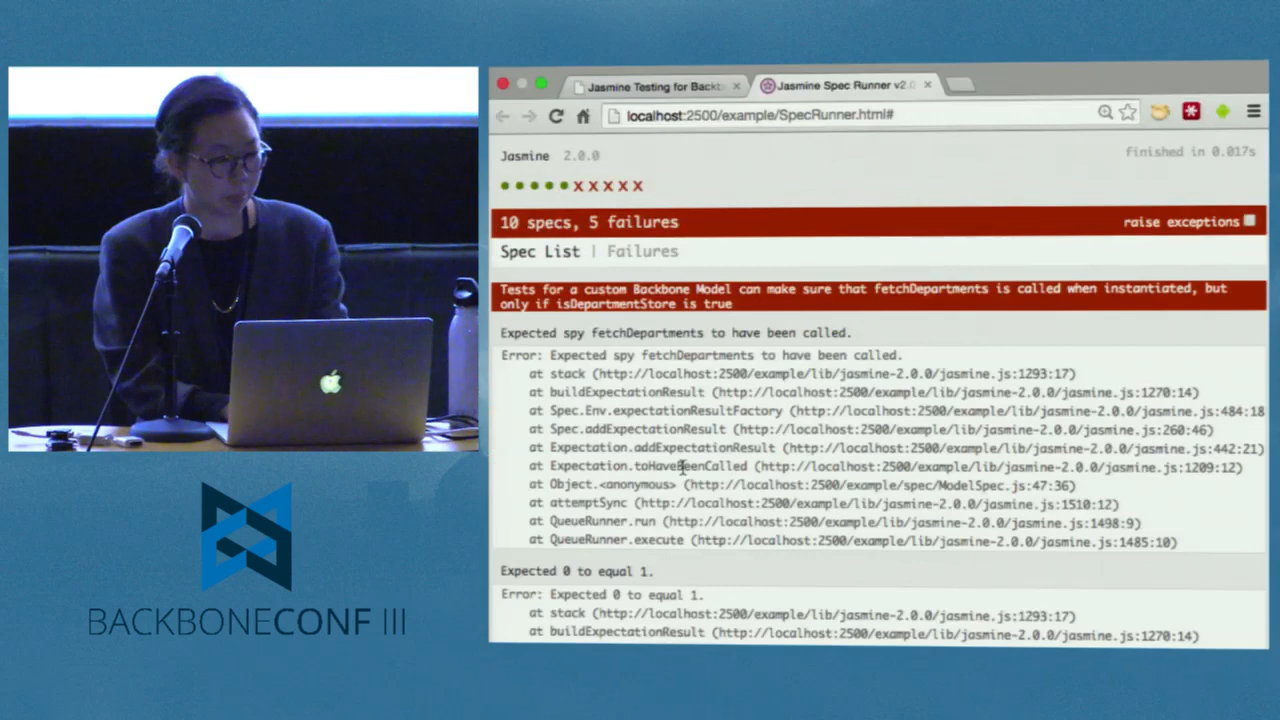 Jasmine Testing for Backb
Jasmine Spec Runner v2.0
localhost:2500/example/SpecRunner.html#
Jasmine 2.0.0
finished in 0.017s
•••••XXXXX
10 specs, 5 failures
raise exceptions
Spec List | Failures
Tests for a custom Backbone Model can make sure that fetchDepartments is called when instantiated, but
only if isDepartmentStore is true
Expected spy fetchDepartments to have been called.
Error: Expected spy fetchDepartments to have been called.
at stack (http://localhost:2500/example/lib/jasmine-2.0.0/jasmine.js:1293:17)
at buildExpectationResult (http://localhost:2500/example/lib/jasmine-2.0.0/jasmine.js:1270:14)
at Spec.Env.expectationResultFactory (http://localhost:2500/example/lib/jasmine-2.0.0/jasmine.js:484:18
at Spec.addExpectationResult (http://localhost:2500/example/lib/jasmine-2.0.0/jasmine.js:260:46)
at Expectation.addExpectationResult (http://localhost:2500/example/lib/jasmine-2.0.0/jasmine.js:442:21)
at Expectation.toHaveBeenCalled (http://localhost:2500/example/lib/jasmine-2.0.0/jasmine.js:1209:12)
at Object.<anonymous> (http://localhost:2500/example/spec/ModelSpec.js:47:36)
at attemptSync (http://localhost:2500/example/lib/jasmine-2.0.0/jasmine.js:1510:12)
at QueueRunner.run (http://localhost:2500/example/lib/jasmine-2.0.0/jasmine.js:1498:9)
at QueueRunner.execute (http://localhost:2500/example/lib/jasmine-2.0.0/jasmine.js:1485:10)
Expected 0 to equal 1.
Error: Expected 0 to equal 1.
at stack (http://localhost:2500/example/lib/jasmine-2.0.0/jasmine.js:1293:17)
at buildExpectationResult (http://localhost:2500/example/lib/jasmine-2.0.0/jasmine.js:1270:14)
BACKBONECONF III